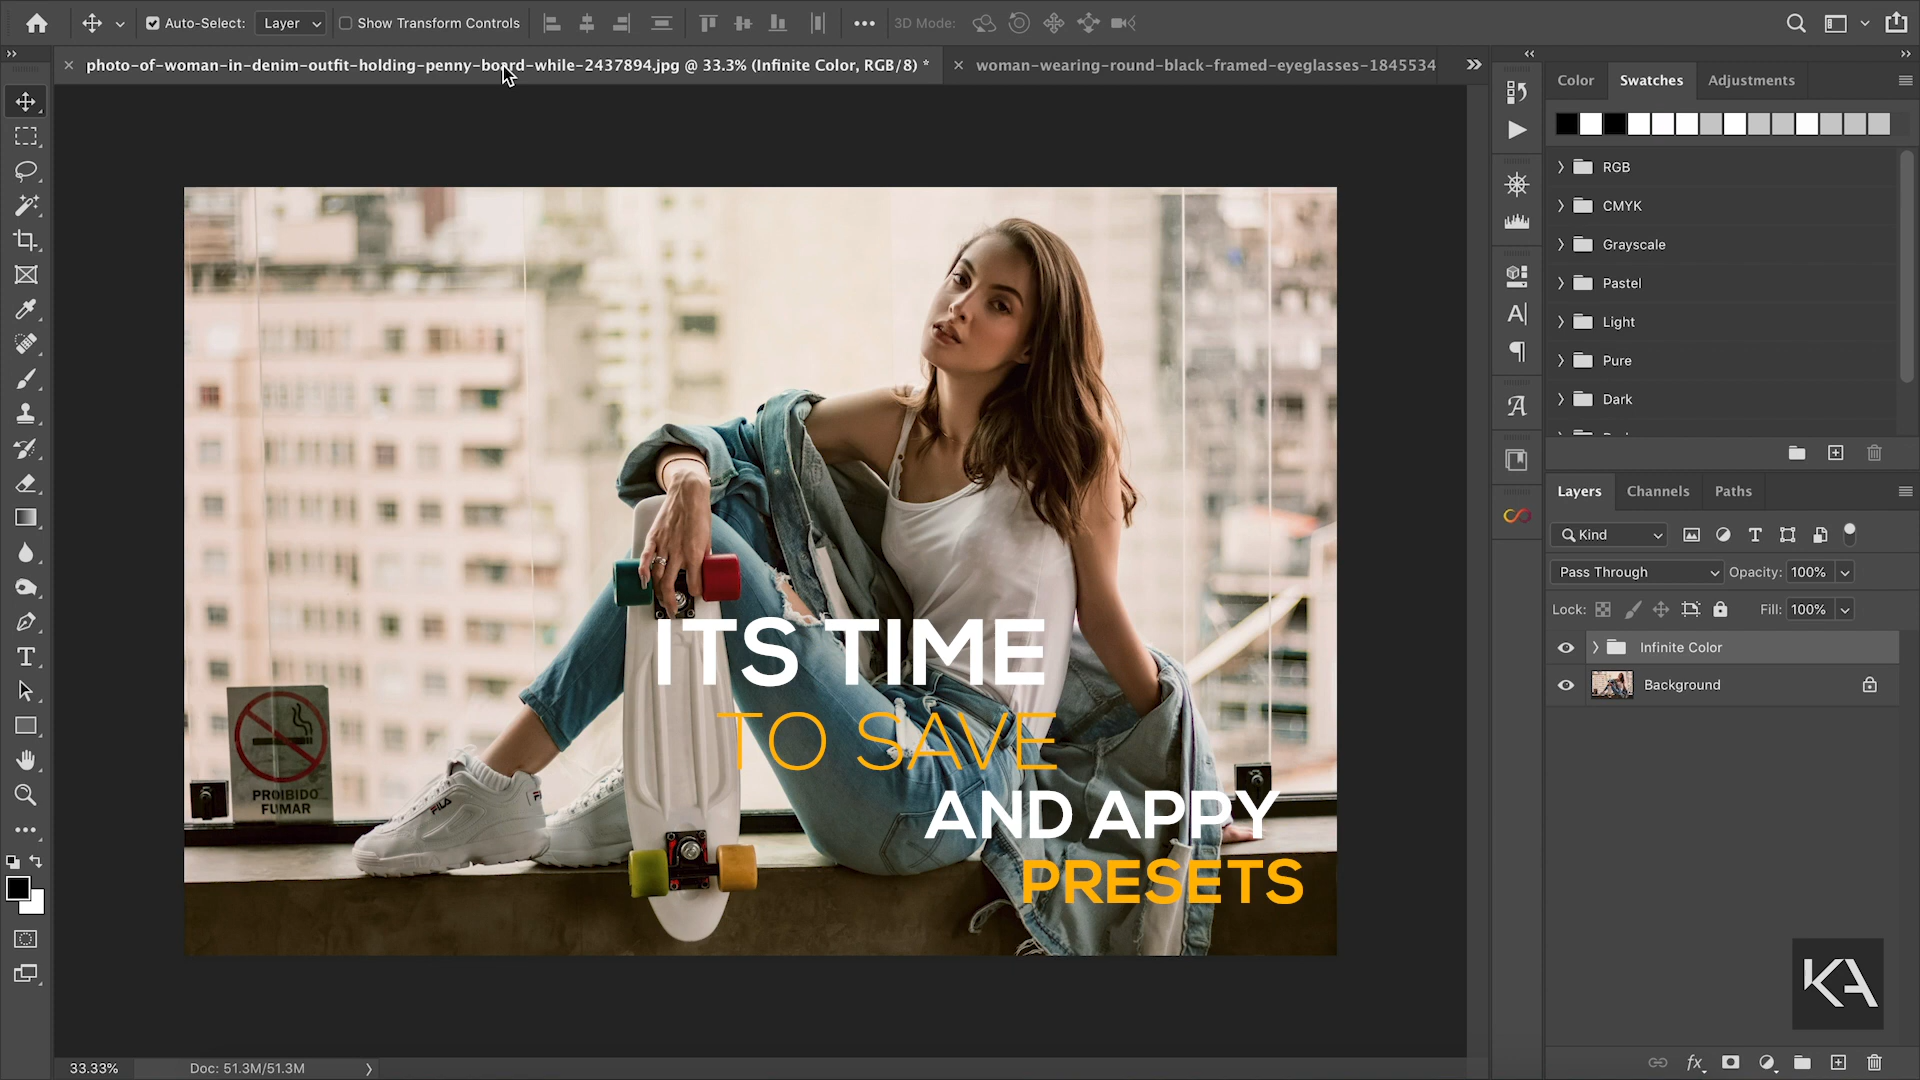 Auto-Select: Layer Show Transform Controls 3D Mode:
photo-of-woman-in-denim-outfit-holding-penny-board-while-2437894.jpg @ 33.3% (Infinite Color, RGB/8) *
woman-wearing-round-black-framed-eyeglasses-1845534
Color Swatches Adjustments
RGB
CMYK
Grayscale
Pastel
Light
Pure
Dark
Layers Channels Paths
Kind
Pass Through Opacity: 100%
Lock: Fill: 100%
Infinite Color
Background
FILA
PROIBIDO
FUMAR
ITS TIME
TO SAVE
AND APPY
PRESETS
KA
33.33% Doc: 51.3M/51.3M